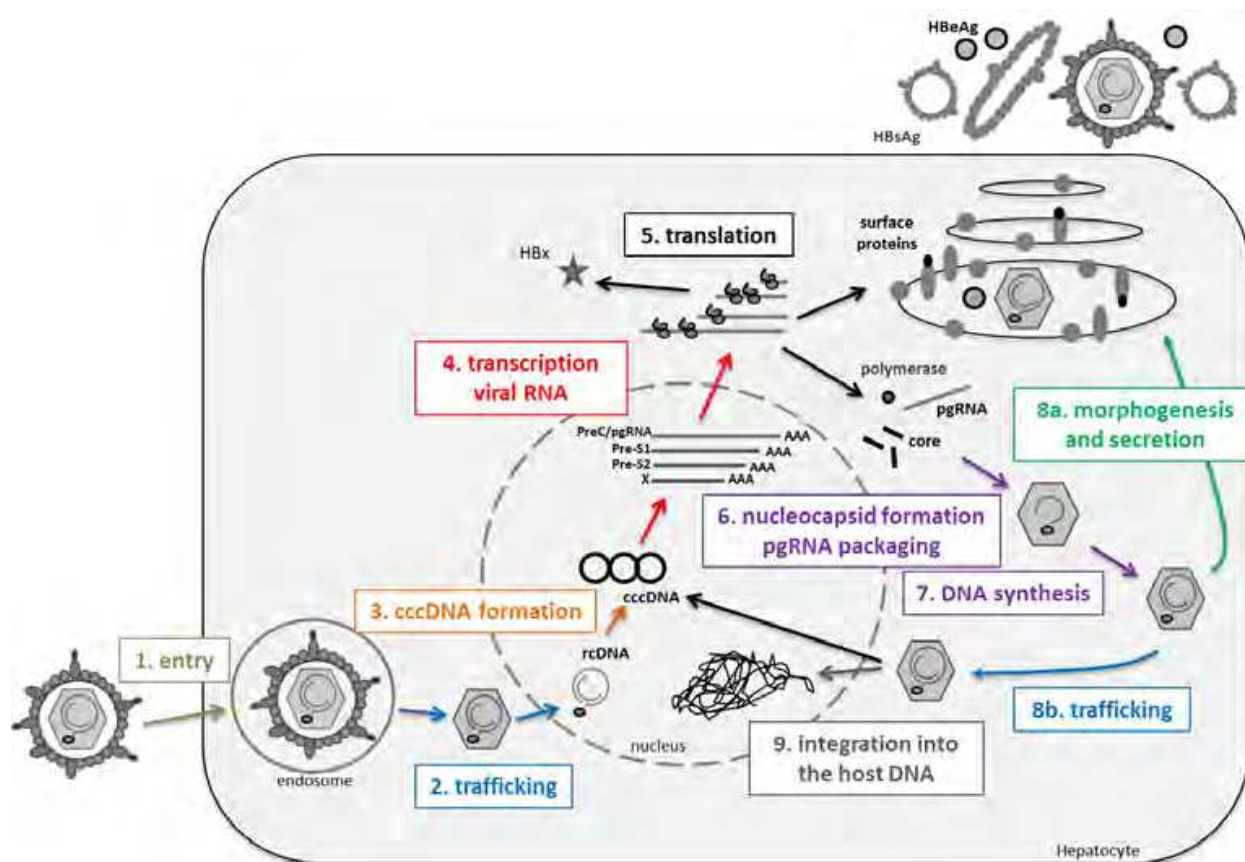 HBeAg
HBsAg
5. translation
surface
proteins
HBx
4. transcription
viral RNA
polymerase
pgRNA
core
8a. morphogenesis
and secretion
PreC/pgRNA AAA
Pre-S1 AAA
Pre-S2 AAA
X AAA
6. nucleocapsid formation
pgRNA packaging
7. DNA synthesis
cccDNA
3. cccDNA formation
rcDNA
1. entry
8b. trafficking
nucleus
9. integration into
the host DNA
endosome
2. trafficking
Hepatocyte